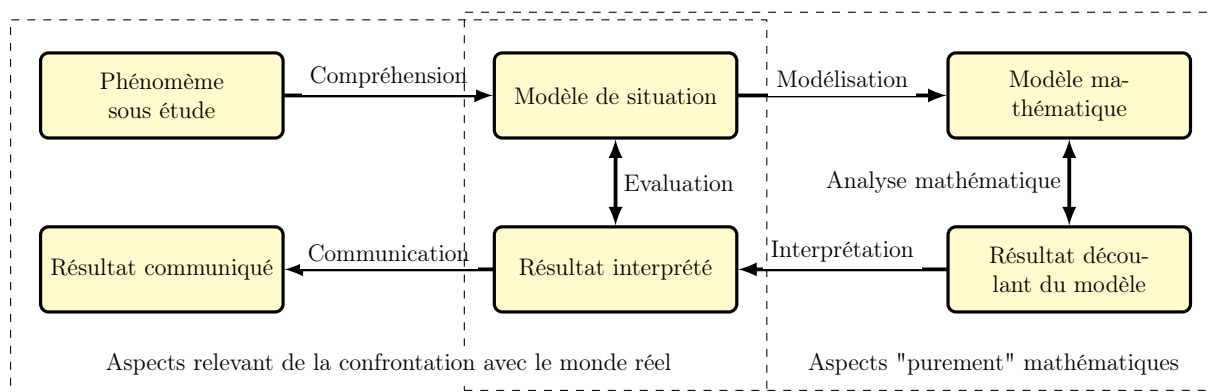 Phénomème
sous étude
Compréhension
Modèle de situation
Modélisation
Modèle ma-
thématique
Evaluation
Analyse mathématique
Résultat communiqué
Communication
Résultat interprété
Interprétation
Résultat décou-
lant du modèle
Aspects relevant de la confrontation avec le monde réel
Aspects "purement" mathématiques